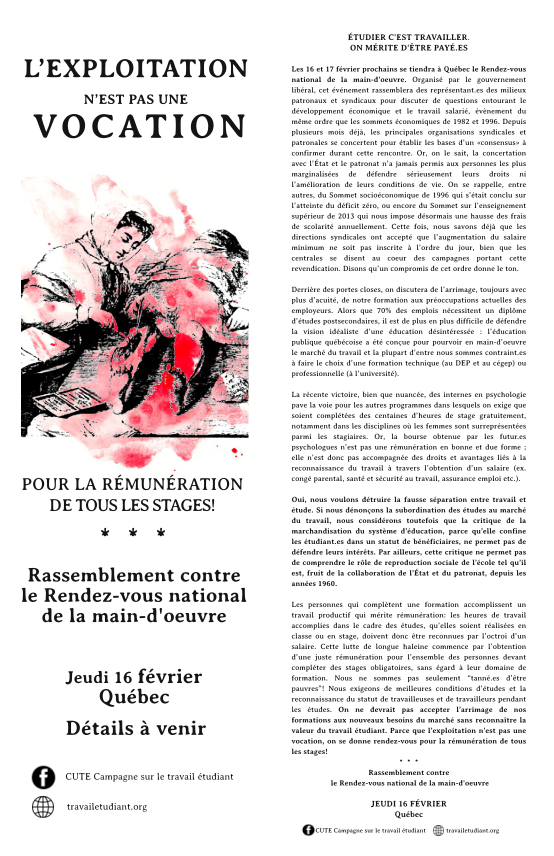 L'EXPLOITATION
N'EST PAS UNE
VOCATION
POUR LA RÉMUNÉRATION
DE TOUS LES STAGES!
Rassemblement contre
le Rendez-vous national
de la main-d'oeuvre
Jeudi 16 février
Québec
Détails à venir
CUTE Campagne sur le travail étudiant
travailetudiant.org
ÉTUDIER C'EST TRAVAILLER.
ON MÉRITE D'ÊTRE PAYÉ.ES
Les 16 et 17 février prochains se tiendra à Québec le Rendez-vous
national de la main-d'oeuvre. Organisé par le gouvernement
libéral, cet événement rassemblera des représentant.es des milieux
patronaux et syndicaux pour discuter de questions entourant le
développement économique et le travail salarié, évènement du
même ordre que les sommets économiques de 1982 et 1996. Depuis
plusieurs mois déjà, les principales organisations syndicales et
patronales se concertent pour établir les bases d'un «consensus» à
confirmer durant cette rencontre. Or, on le sait, la concertation
avec l'État et le patronat n'a jamais permis aux personnes les plus
marginalisées de défendre sérieusement leurs droits ni
l'amélioration de leurs conditions de vie. On se rappelle, entre
autres, du Sommet socioéconomique de 1996 qui s'était conclu sur
l'atteinte du déficit zéro, ou encore du Sommet sur l'enseignement
supérieur de 2013 qui nous impose désormais une hausse des frais
de scolarité annuellement. Cette fois, nous savons déjà que les
directions syndicales ont accepté que l'augmentation du salaire
minimum ne soit pas inscrite à l'ordre du jour, bien que les
centrales se disent au coeur des campagnes portant cette
revendication. Disons qu'un compromis de cet ordre donne le ton.
Derrière des portes closes, on discutera de l'arrimage, toujours avec
plus d'acuité, de notre formation aux préoccupations actuelles des
employeurs. Alors que 70% des emplois nécessitent un diplôme
d'études postsecondaires, il est de plus en plus difficile de défendre
la vision idéaliste d'une éducation désintéressée : l'éducation
publique québécoise a été conçue pour pourvoir en main-d'oeuvre
le marché du travail et la plupart d'entre nous sommes contraint.es
à faire le choix d'une formation technique (au DEP et au cégep) ou
professionnelle (à l'université).
La récente victoire, bien que nuancée, des internes en psychologie
pave la voie pour les autres programmes dans lesquels on exige que
soient complétées des centaines d'heures de stage gratuitement,
notamment dans les disciplines où les femmes sont surreprésentées
parmi les stagiaires. Or, la bourse obtenue par les futur.es
psychologues n'est pas une rémunération en bonne et due forme ;
elle n'est donc pas accompagnée des droits et avantages liés à la
reconnaissance du travail à travers l'obtention d'un salaire (ex.
congé parental, santé et sécurité au travail, assurance emploi etc.).
Oui, nous voulons détruire la fausse séparation entre travail et
étude. Si nous dénonçons la subordination des études au marché
du travail, nous considérons toutefois que la critique de la
marchandisation du système d'éducation, parce qu'elle confine
les étudiant.es dans un statut de bénéficiaires, ne permet pas de
défendre leurs intérêts. Par ailleurs, cette critique ne permet pas
de comprendre le rôle de reproduction sociale de l'école tel qu'il
est, fruit de la collaboration de l'État et du patronat, depuis les
années 1960.
Les personnes qui complètent une formation accomplissent un
travail productif qui mérite rémunération: les heures de travail
accomplies dans le cadre des études, qu'elles soient réalisées en
classe ou en stage, doivent donc être reconnues par l'octroi d'un
salaire. Cette lutte de longue haleine commence par l'obtention
d'une juste rémunération pour l'ensemble des personnes devant
compléter des stages obligatoires, sans égard à leur domaine de
formation. Nous ne sommes pas seulement "tanné.es d'être
pauvres"! Nous exigeons de meilleures conditions d'études et la
reconnaissance du statut de travailleuses et de travailleurs pendant
les études. On ne devrait pas accepter l'arrimage de nos
formations aux nouveaux besoins du marché sans reconnaître la
valeur du travail étudiant. Parce que l'exploitation n'est pas une
vocation, on se donne rendez-vous pour la rémunération de tous
les stages!
* * *
Rassemblement contre
le Rendez-vous national de la main-d'oeuvre
JEUDI 16 FÉVRIER
Québec
CUTE Campagne sur le travail étudiant travailetudiant.org